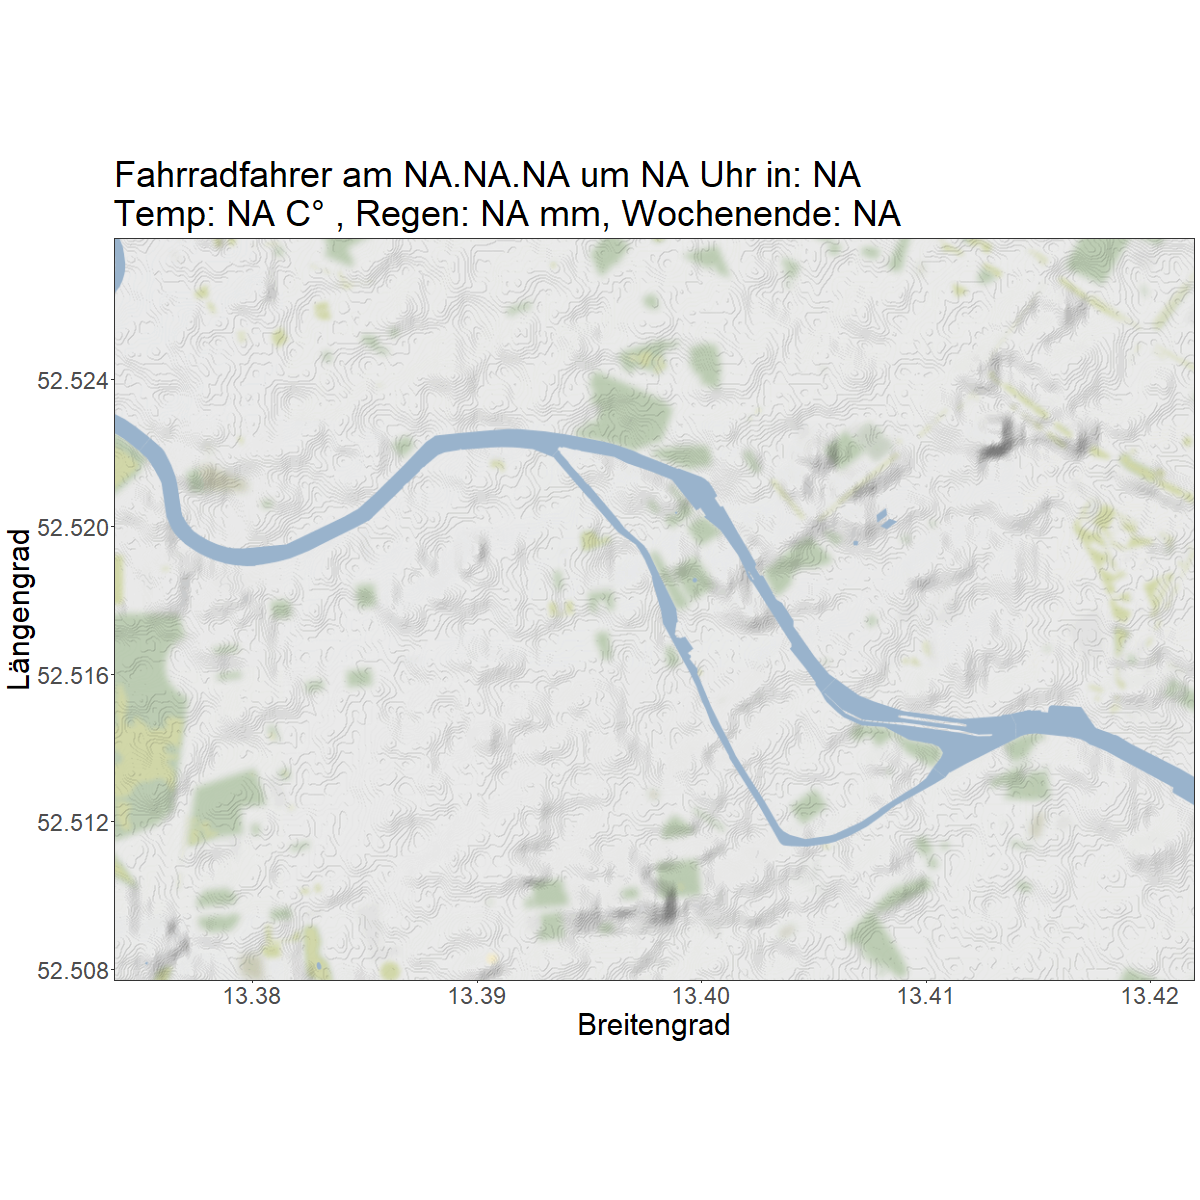 Fahrradfahrer am NA.NA.NA um NA Uhr in: NA
Temp: NA C° , Regen: NA mm, Wochenende: NA
Längengrad
52.524
52.520
52.516
52.512
52.508
13.38
13.39
13.40
13.41
13.42
Breitengrad